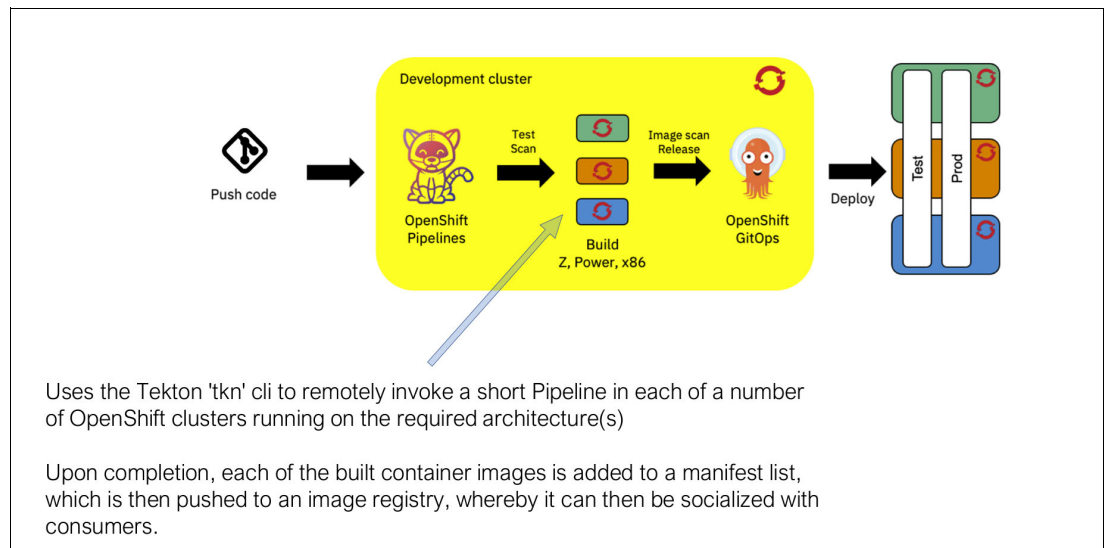 Development cluster
Push code
OpenShift
Pipelines
Test
Scan
Build
Z, Power, x86
Image scan
Release
OpenShift
GitOps
Deploy
Test
Prod
Uses the Tekton 'tkn' cli to remotely invoke a short Pipeline in each of a number
of OpenShift clusters running on the required architecture(s)
Upon completion, each of the built container images is added to a manifest list,
which is then pushed to an image registry, whereby it can then be socialized with
consumers.